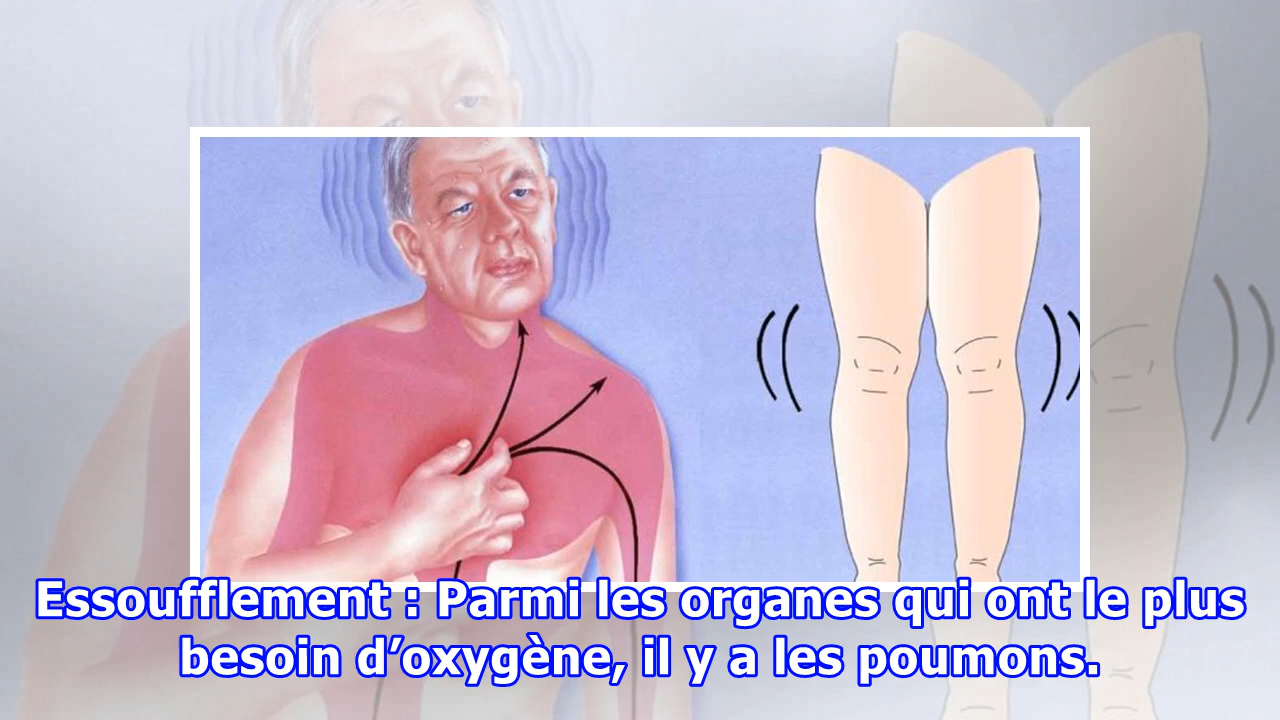 Essoufflement : Parmi les organes qui ont le plus
besoin d’oxygène, il y a les poumons.